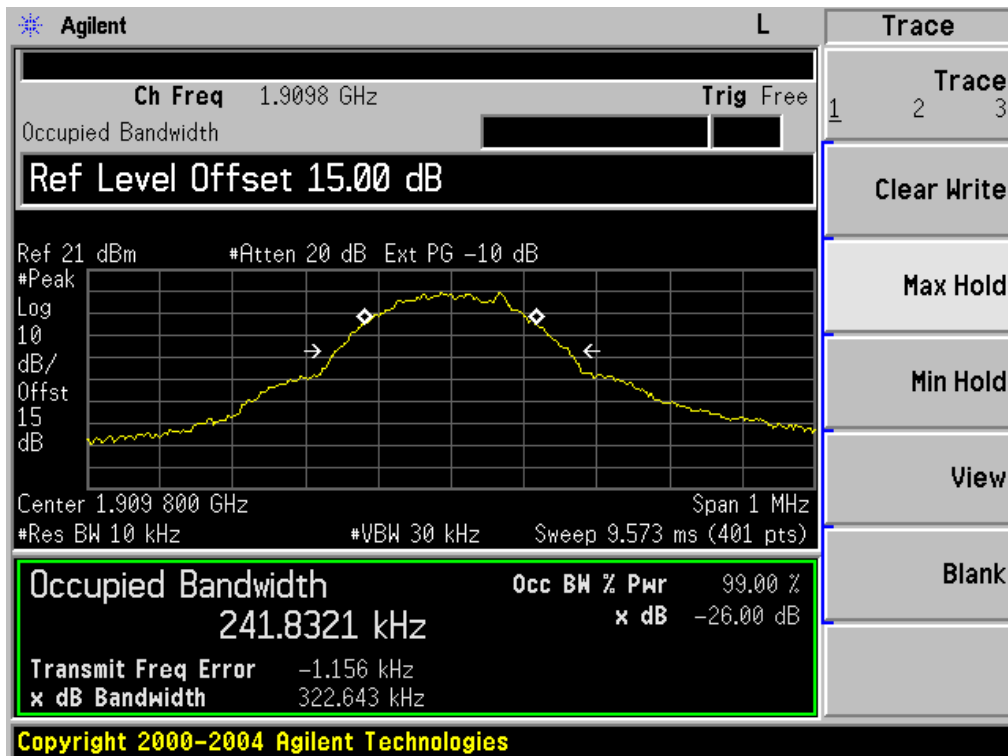 Agilent L Trace
Ch Freq 1.9098 GHz Trig Free
Occupied Bandwidth
Ref Level Offset 15.00 dB
Ref 21 dBm #Atten 20 dB Ext PG -10 dB
#Peak
Log
10
dB/
Offst
15
dB
Center 1.909 800 GHz Span 1 MHz
#Res BW 10 kHz #VBW 30 kHz Sweep 9.573 ms (401 pts)
Occupied Bandwidth Occ BW % Pwr 99.00 %
241.8321 kHz x dB -26.00 dB
Transmit Freq Error -1.156 kHz
x dB Bandwidth 322.643 kHz
Copyright 2000-2004 Agilent Technologies
Trace
1 2 3
Clear Write
Max Hold
Min Hold
View
Blank